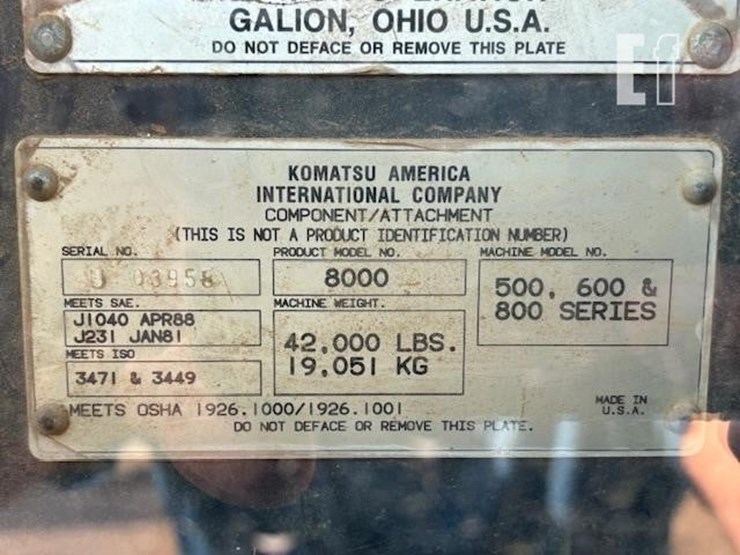 GALION, OHIO U.S.A.
DO NOT DEFACE OR REMOVE THIS PLATE
Ef
KOMATSU AMERICA
INTERNATIONAL COMPANY
COMPONENT/ATTACHMENT
(THIS IS NOT A PRODUCT IDENTIFICATION NUMBER)
SERIAL NO.
PRODUCT MODEL NO.
8000
MACHINE MODEL NO.
500, 600 &
800 SERIES
MEETS SAE.
J1040 APR88
J231 JAN81
MACHINE WEIGHT.
42,000 LBS.
19,051 KG
MEETS ISO
3471 & 3449
MEETS OSHA 1926.1000/1926.1001
MADE IN
U.S.A.
DO NOT DEFACE OR REMOVE THIS PLATE.